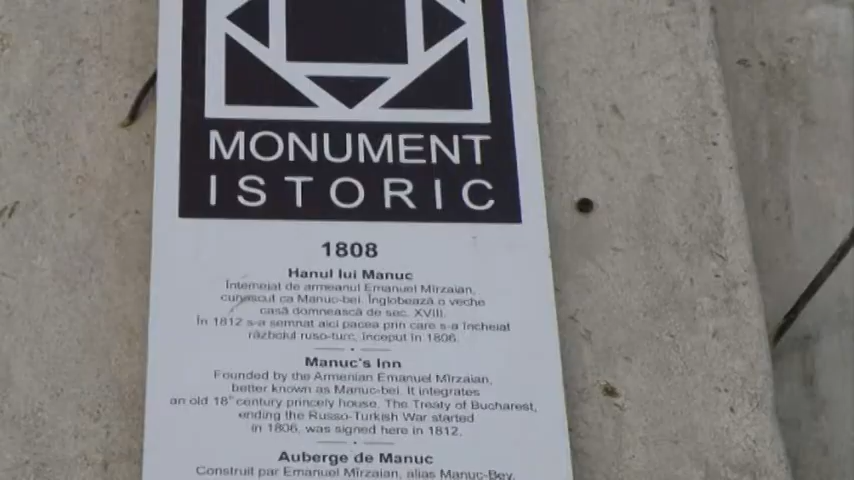 MONUMENT
ISTORIC
1808
Hanul lui Manuc
Întemeiat de armeanul Emanuel Mîrzaian,
cunoscut ca Manuc-bei. Înglobează o veche
casă domnească de sec. XVIII.
În 1812 s-a semnat aici pacea prin care s-a încheiat
războiul ruso-turc, început în 1806.
Manuc's Inn
Founded by the Armenian Emanuel Mîrzaian,
better known as Manuc-bei. It integrates
an old 18th century princely house. The Treaty of Bucharest,
ending the Russo-Turkish War started
in 1806, was signed here in 1812.
Auberge de Manuc
Construit par Emanuel Mîrzaian, alias Manuc-Bey,